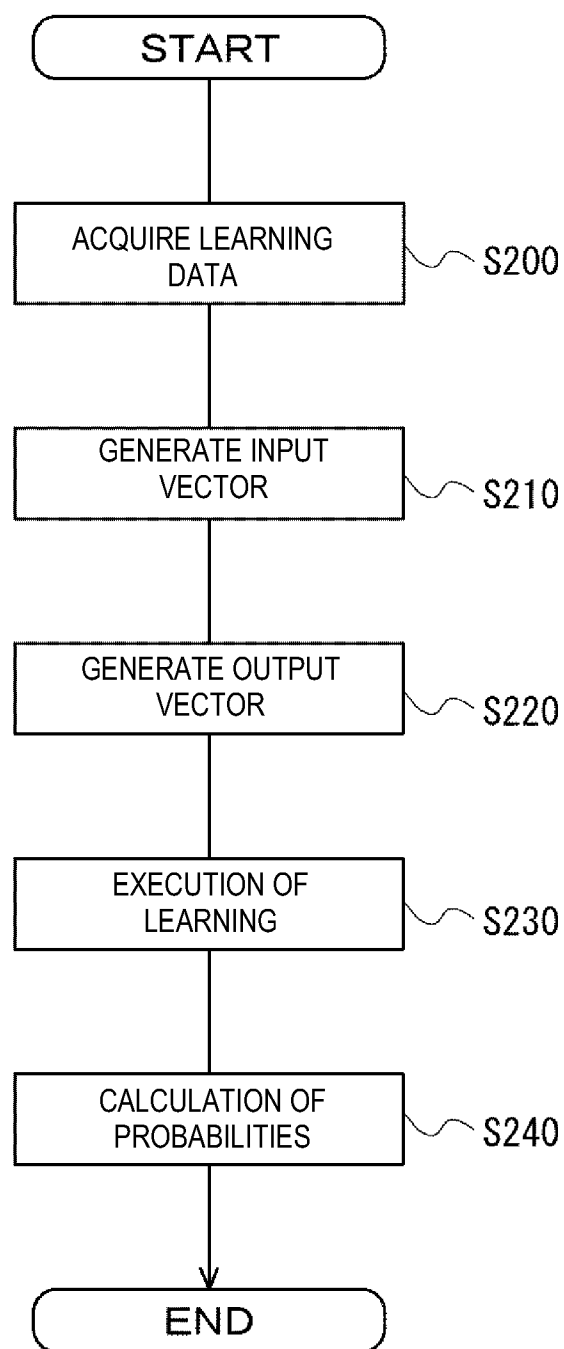 START
ACQUIRE LEARNING
DATA
S200
GENERATE INPUT
VECTOR
S210
GENERATE OUTPUT
VECTOR
S220
EXECUTION OF
LEARNING
S230
CALCULATION OF
PROBABILITIES
S240
END